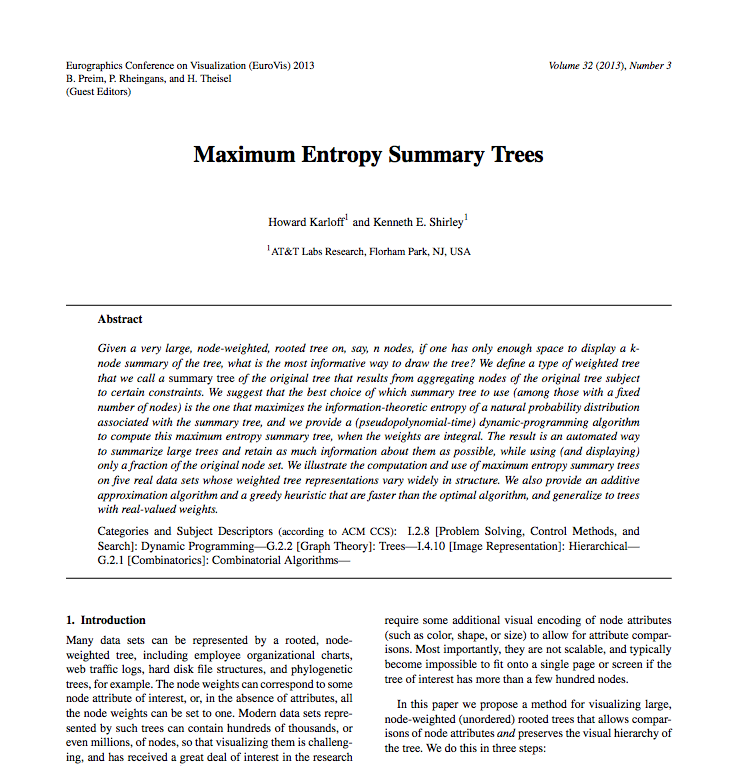 Eurographics Conference on Visualization (EuroVis) 2013
B. Preim, P. Rheingans, and H. Theisel
(Guest Editors)
Volume 32 (2013), Number 3
Maximum Entropy Summary Trees
Howard Karloff1 and Kenneth E. Shirley1
1AT&T Labs Research, Florham Park, NJ, USA
Abstract
Given a very large, node-weighted, rooted tree on, say, n nodes, if one has only enough space to display a k-
node summary of the tree, what is the most informative way to draw the tree? We define a type of weighted tree
that we call a summary tree of the original tree that results from aggregating nodes of the original tree subject
to certain constraints. We suggest that the best choice of which summary tree to use (among those with a fixed
number of nodes) is the one that maximizes the information-theoretic entropy of a natural probability distribution
associated with the summary tree, and we provide a (pseudopolynomial-time) dynamic-programming algorithm
to compute this maximum entropy summary tree, when the weights are integral. The result is an automated way
to summarize large trees and retain as much information about them as possible, while using (and displaying)
only a fraction of the original node set. We illustrate the computation and use of maximum entropy summary trees
on five real data sets whose weighted tree representations vary widely in structure. We also provide an additive
approximation algorithm and a greedy heuristic that are faster than the optimal algorithm, and generalize to trees
with real-valued weights.
Categories and Subject Descriptors (according to ACM CCS): I.2.8 [Problem Solving, Control Methods, and
Search]: Dynamic Programming—G.2.2 [Graph Theory]: Trees—I.4.10 [Image Representation]: Hierarchical—
G.2.1 [Combinatorics]: Combinatorial Algorithms—
1. Introduction
Many data sets can be represented by a rooted, node-
weighted tree, including employee organizational charts,
web traffic logs, hard disk file structures, and phylogenetic
trees, for example. The node weights can correspond to some
node attribute of interest, or, in the absence of attributes, all
the node weights can be set to one. Modern data sets repre-
sented by such trees can contain hundreds of thousands, or
even millions, of nodes, so that visualizing them is challeng-
ing, and has received a great deal of interest in the research
require some additional visual encoding of node attributes
(such as color, shape, or size) to allow for attribute compar-
isons. Most importantly, they are not scalable, and typically
become impossible to fit onto a single page or screen if the
tree of interest has more than a few hundred nodes.
In this paper we propose a method for visualizing large,
node-weighted (unordered) rooted trees that allows compar-
isons of node attributes and preserves the visual hierarchy of
the tree. We do this in three steps: